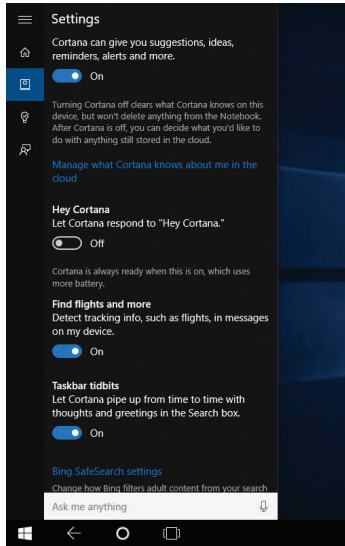 Settings
Cortana can give you suggestions, ideas,
reminders, alerts and more.
On
Turning Cortana off clears what Cortana knows on this
device, but won't delete anything from the Notebook.
After Cortana is off, you can decide what you'd like to
do with anything still stored in the cloud.
Manage what Cortana knows about me in the
cloud
Hey Cortana
Let Cortana respond to "Hey Cortana."
Off
Cortana is always ready when this is on, which uses
more battery.
Find flights and more
Detect tracking info, such as flights, in messages
on my device.
On
Taskbar tidbits
Let Cortana pipe up from time to time with
thoughts and greetings in the Search box.
On
Bing SafeSearch settings
Change how Bing filters adult content from your search
Ask me anything